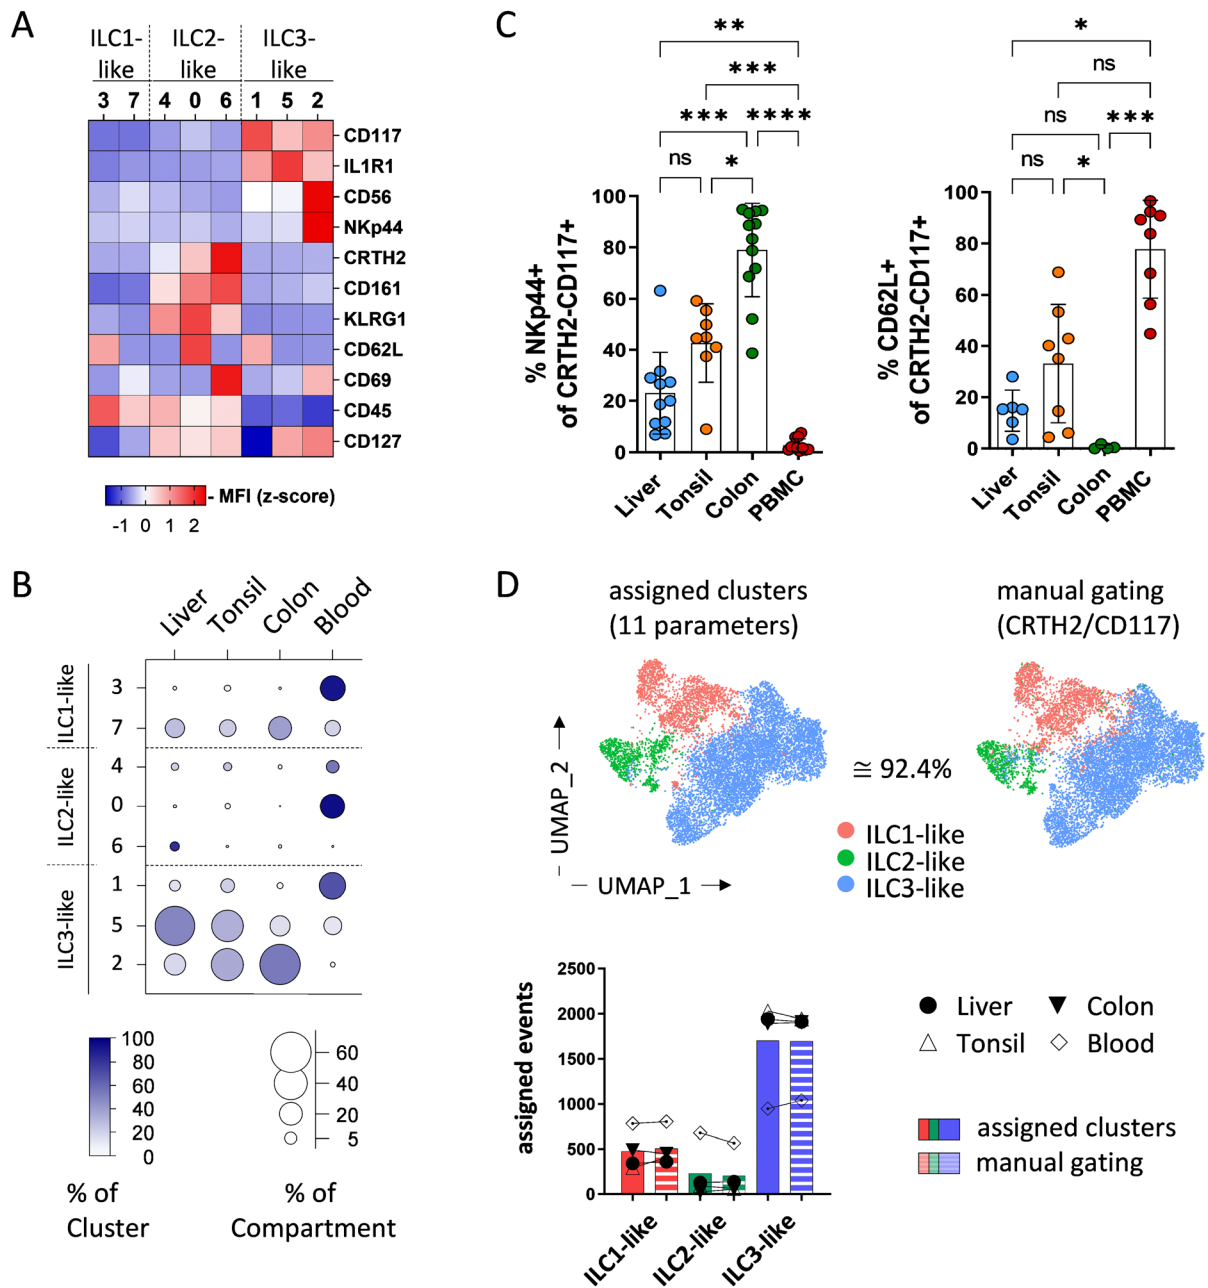 A
ILC1-like ILC2-like ILC3-like
3 7 4 0 6 1 5 2
CD117
IL1R1
CD56
NKp44
CRTH2
CD161
KLRG1
CD62L
CD69
CD45
CD127
MFI (z-score)
-1 0 1 2
B
Liver Tonsil Colon Blood
ILC1-like
3
7
ILC2-like
4
0
6
ILC3-like
1
5
2
100
80
60
40
20
0
% of
Cluster
60
40
20
5
% of
Compartment
C
% NKp44+
of CRTH2-CD117+
**
***
*** ****
ns *
100
80
60
40
20
0
Liver Tonsil Colon PBMC
% CD62L+
of CRTH2-CD117+
*
ns
ns ***
ns *
100
80
60
40
20
0
Liver Tonsil Colon PBMC
D
assigned clusters
(11 parameters)
manual gating
(CRTH2/CD117)
UMAP_2
UMAP_1
≅ 92.4%
ILC1-like
ILC2-like
ILC3-like
assigned events
2500
2000
1500
1000
500
0
ILC1-like ILC2-like ILC3-like
Liver Colon
Tonsil Blood
assigned clusters
manual gating